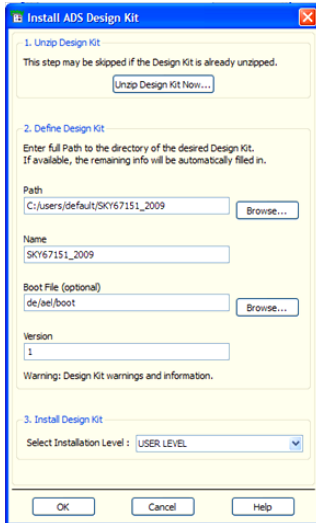 Install ADS Design Kit
1. Unzip Design Kit
This step may be skipped if the Design Kit is already unzipped.
Unzip Design Kit Now...
2. Define Design Kit
Enter full Path to the directory of the desired Design Kit.
If available, the remaining info will be automatically filled in.
Path
C:/users/default/SKY67151_2009
Browse...
Name
SKY67151_2009
Boot File (optional)
de/ael/boot
Browse...
Version
1
Warning: Design Kit warnings and information.
3. Install Design Kit
Select Installation Level : USER LEVEL
OK Cancel Help